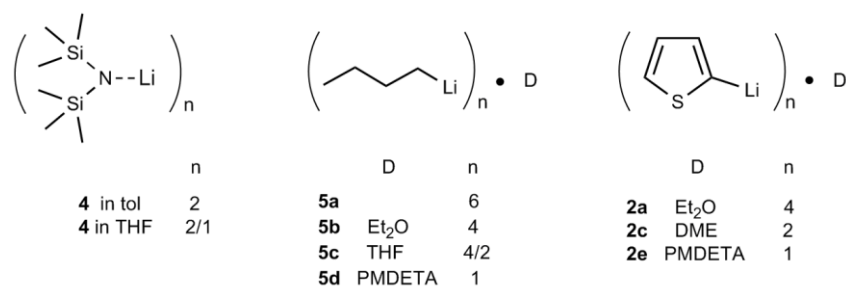 Si
N
Li
Si
n
Li
n
• D
S
Li
n
• D
n
4 in tol 2
4 in THF 2/1
D n
5a 6
5b Et₂O 4
5c THF 4/2
5d PMDETA 1
D n
2a Et₂O 4
2c DME 2
2e PMDETA 1